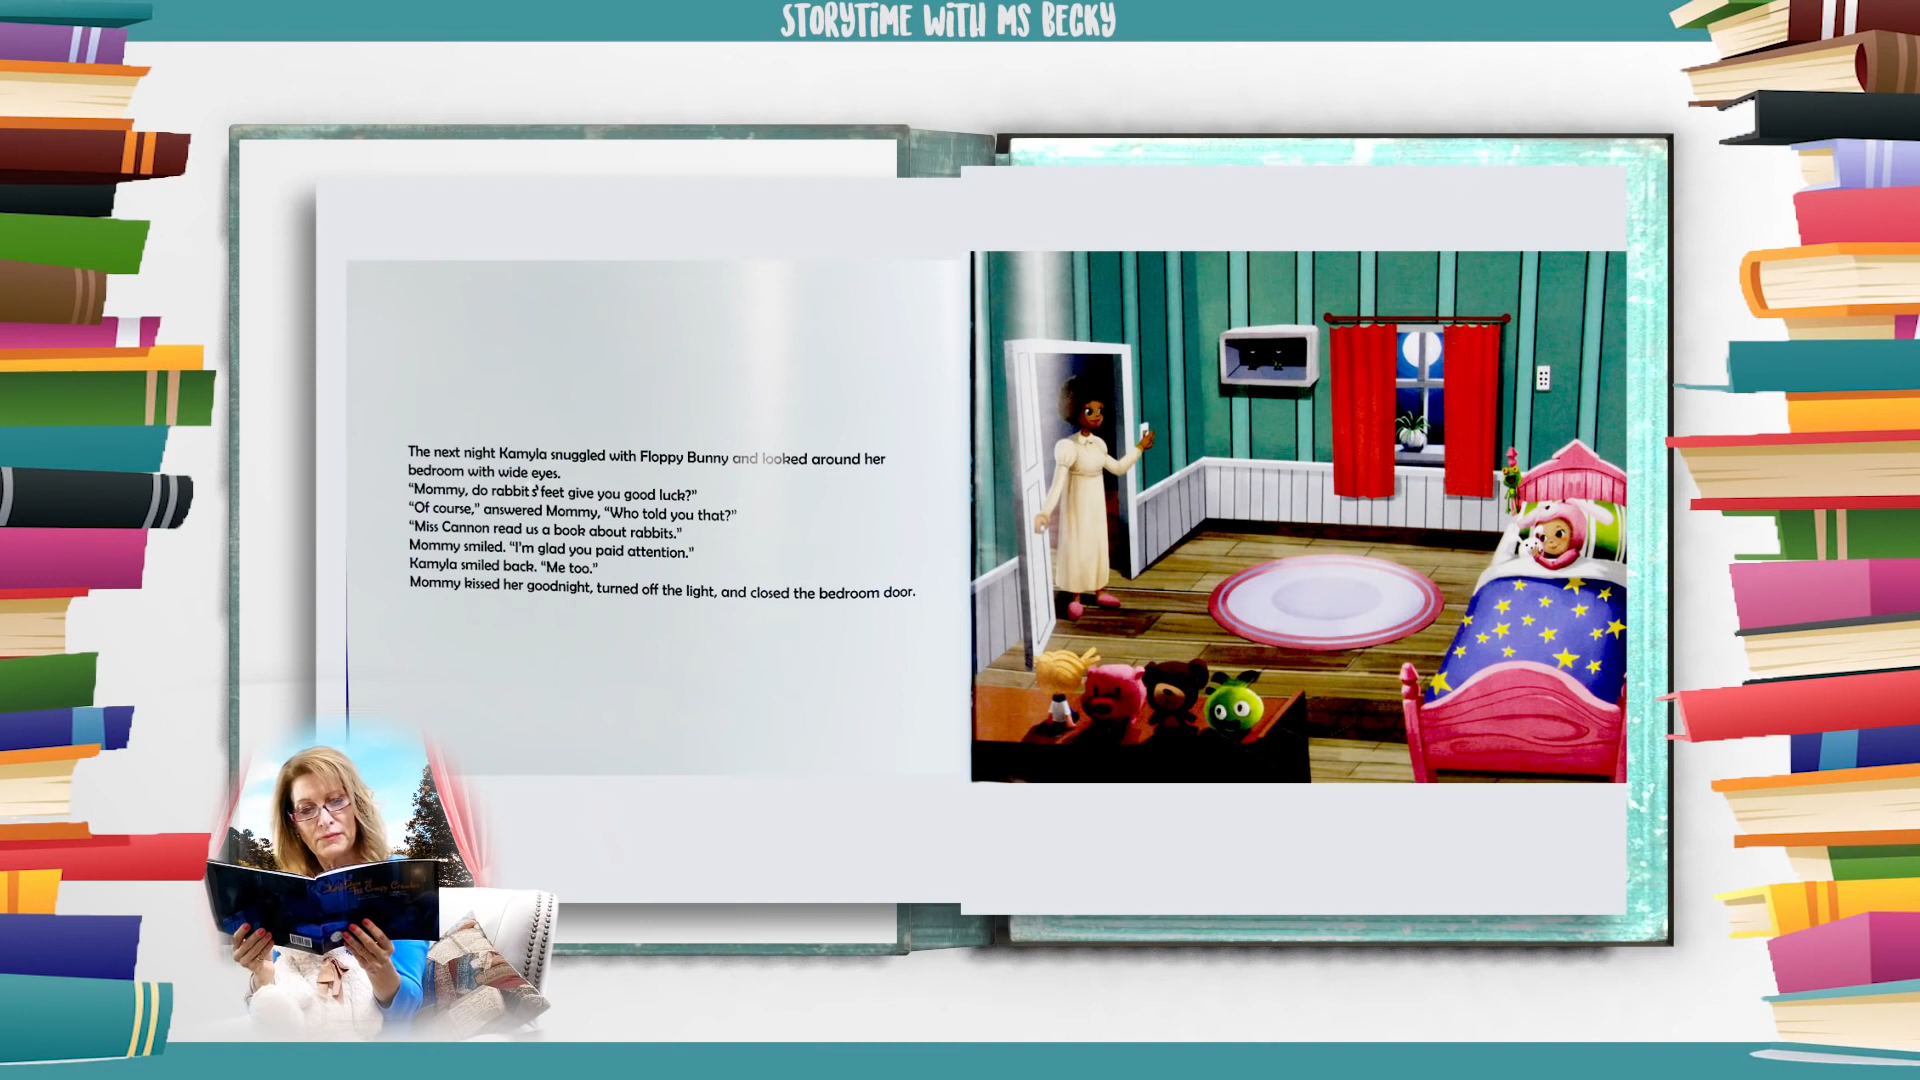 STORYTIME WITH MS BECKY
The next night Kamyla snuggled with Floppy Bunny and looked around her
bedroom with wide eyes.
“Mommy, do rabbits’ feet give you good luck?”
“Of course,” answered Mommy, “Who told you that?”
“Miss Cannon read us a book about rabbits.”
Mommy smiled. “I’m glad you paid attention.”
Kamyla smiled back. “Me too.”
Mommy kissed her goodnight, turned off the light, and closed the bedroom door.